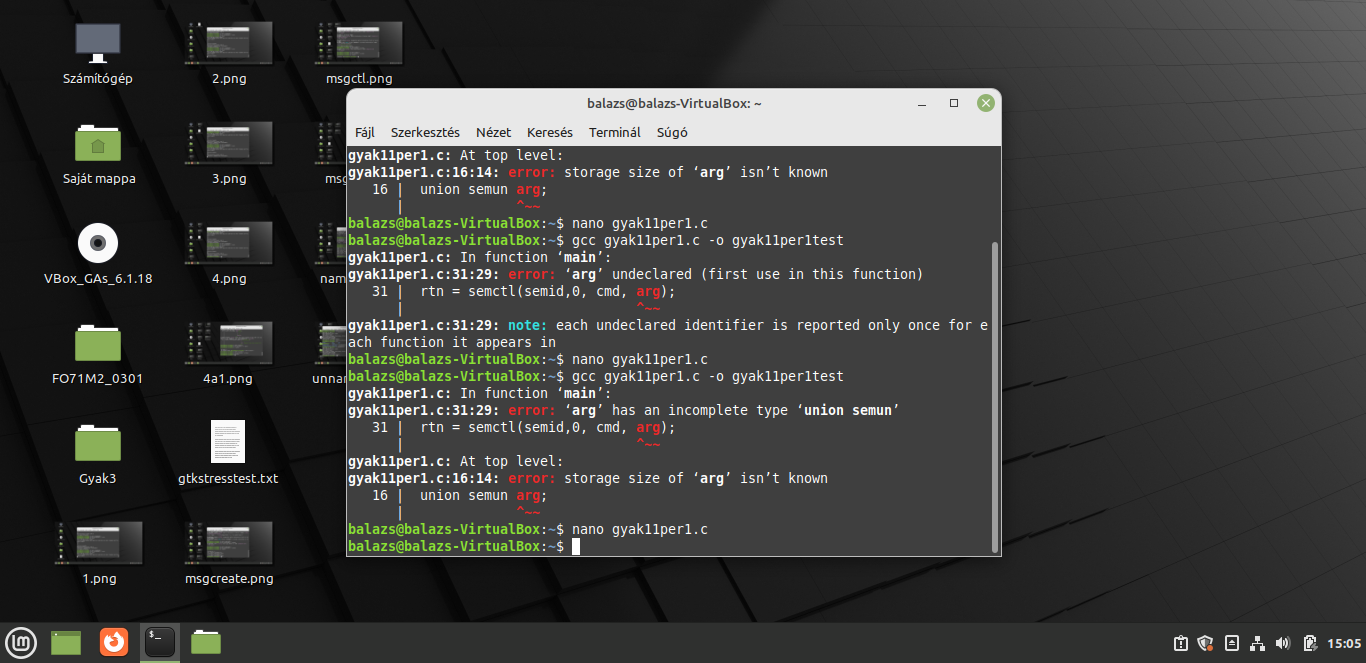 Számítógép
2.png
msgctl.png
Saját mappa
3.png
msg
VBox_GAs_6.1.18
4.png
nam
FO71M2_0301
4a1.png
unnan
Gyak3
gtkstresstest.txt
1.png
msgcreate.png
balazs@balazs-VirtualBox: ~
Fájl Szerkesztés Nézet Keresés Terminál Súgó
gyak11per1.c: At top level:
gyak11per1.c:16:14: error: storage size of ‘arg’ isn’t known
16 | union semun arg;
| ^~~
balazs@balazs-VirtualBox:~$ nano gyak11per1.c
balazs@balazs-VirtualBox:~$ gcc gyak11per1.c -o gyak11per1test
gyak11per1.c: In function ‘main’:
gyak11per1.c:31:29: error: ‘arg’ undeclared (first use in this function)
31 | rtn = semctl(semid,0, cmd, arg);
| ^~~
gyak11per1.c:31:29: note: each undeclared identifier is reported only once for e
ach function it appears in
balazs@balazs-VirtualBox:~$ nano gyak11per1.c
balazs@balazs-VirtualBox:~$ gcc gyak11per1.c -o gyak11per1test
gyak11per1.c: In function ‘main’:
gyak11per1.c:31:29: error: ‘arg’ has an incomplete type ‘union semun’
31 | rtn = semctl(semid,0, cmd, arg);
| ^~~
gyak11per1.c: At top level:
gyak11per1.c:16:14: error: storage size of ‘arg’ isn’t known
16 | union semun arg;
| ^~~
balazs@balazs-VirtualBox:~$ nano gyak11per1.c
balazs@balazs-VirtualBox:~$
15:05